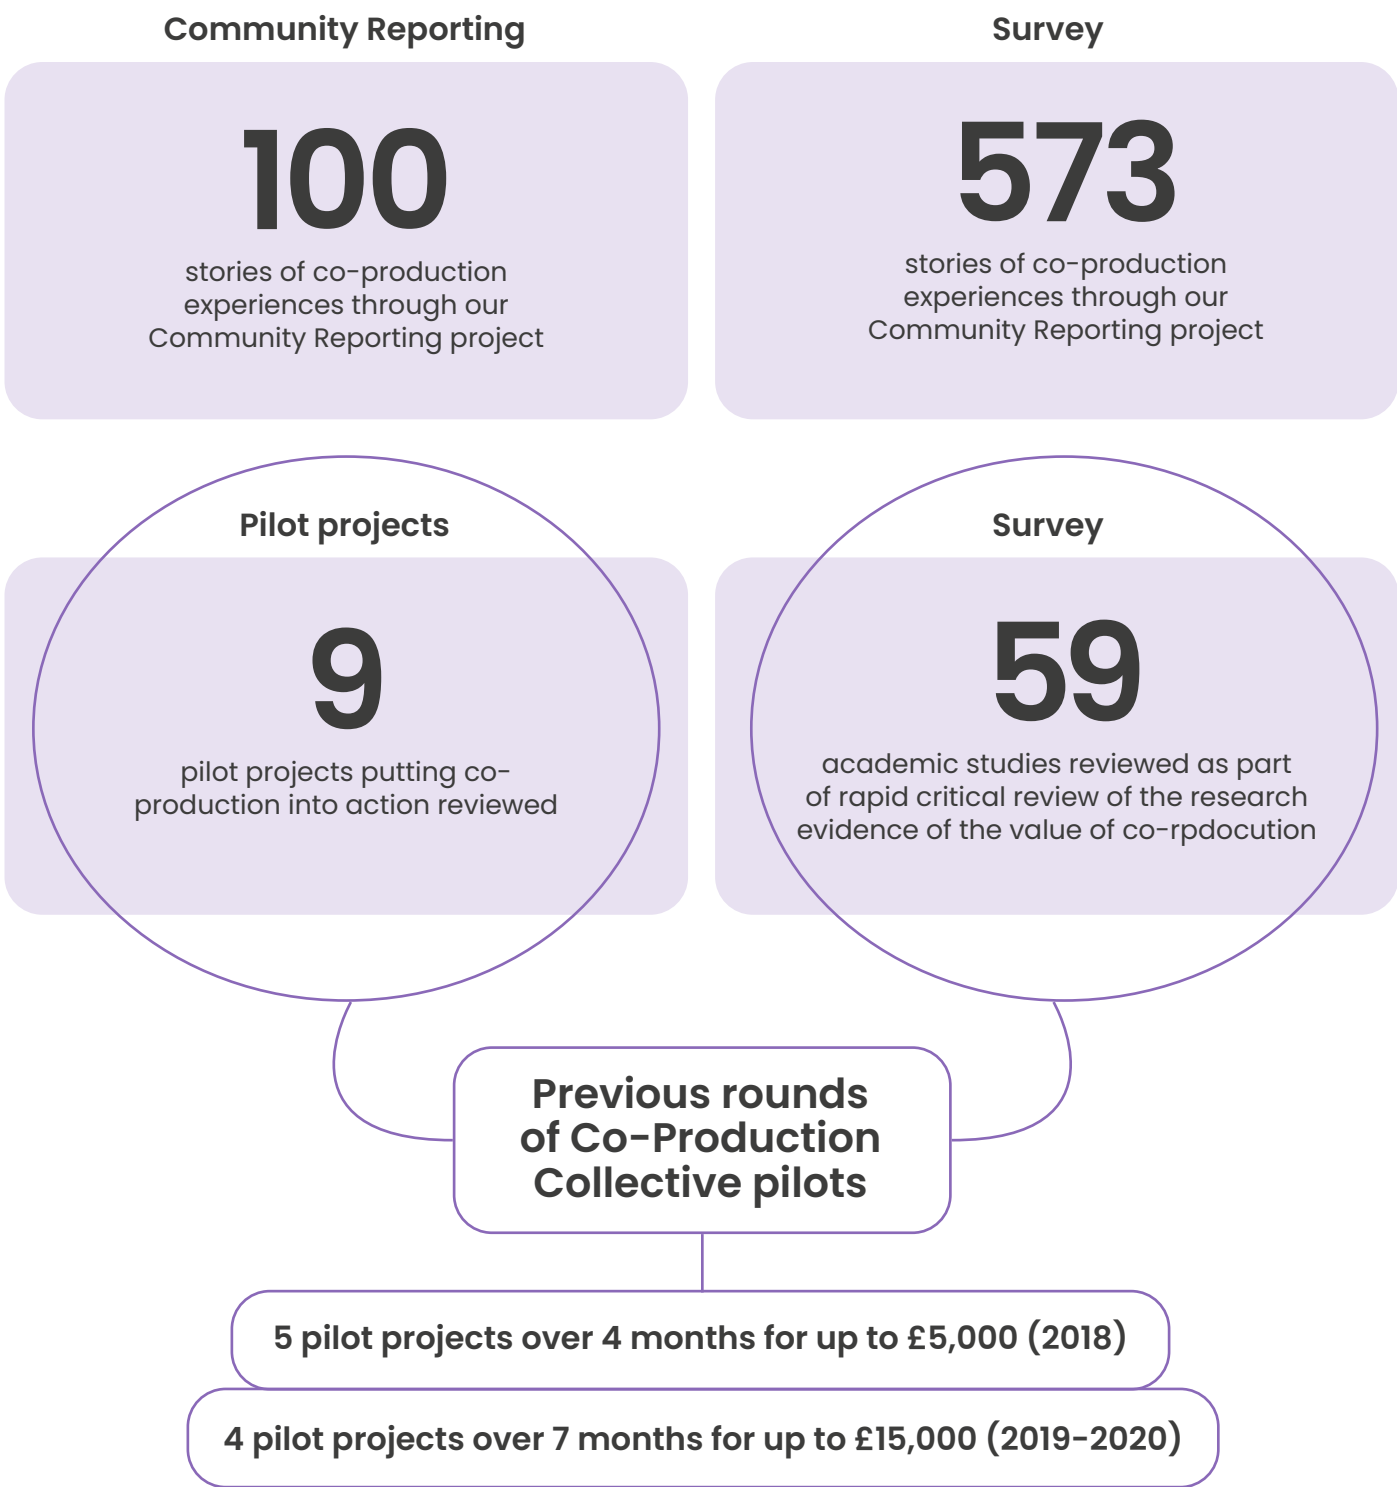 Community Reporting
100
stories of co-production
experiences through our
Community Reporting project
Survey
573
stories of co-production
experiences through our
Community Reporting project
Pilot projects
9
pilot projects putting co-
production into action reviewed
Survey
59
academic studies reviewed as part
of rapid critical review of the research
evidence of the value of co-rpdocution
Previous rounds
of Co-Production
Collective pilots
5 pilot projects over 4 months for up to £5,000 (2018)
4 pilot projects over 7 months for up to £15,000 (2019-2020)